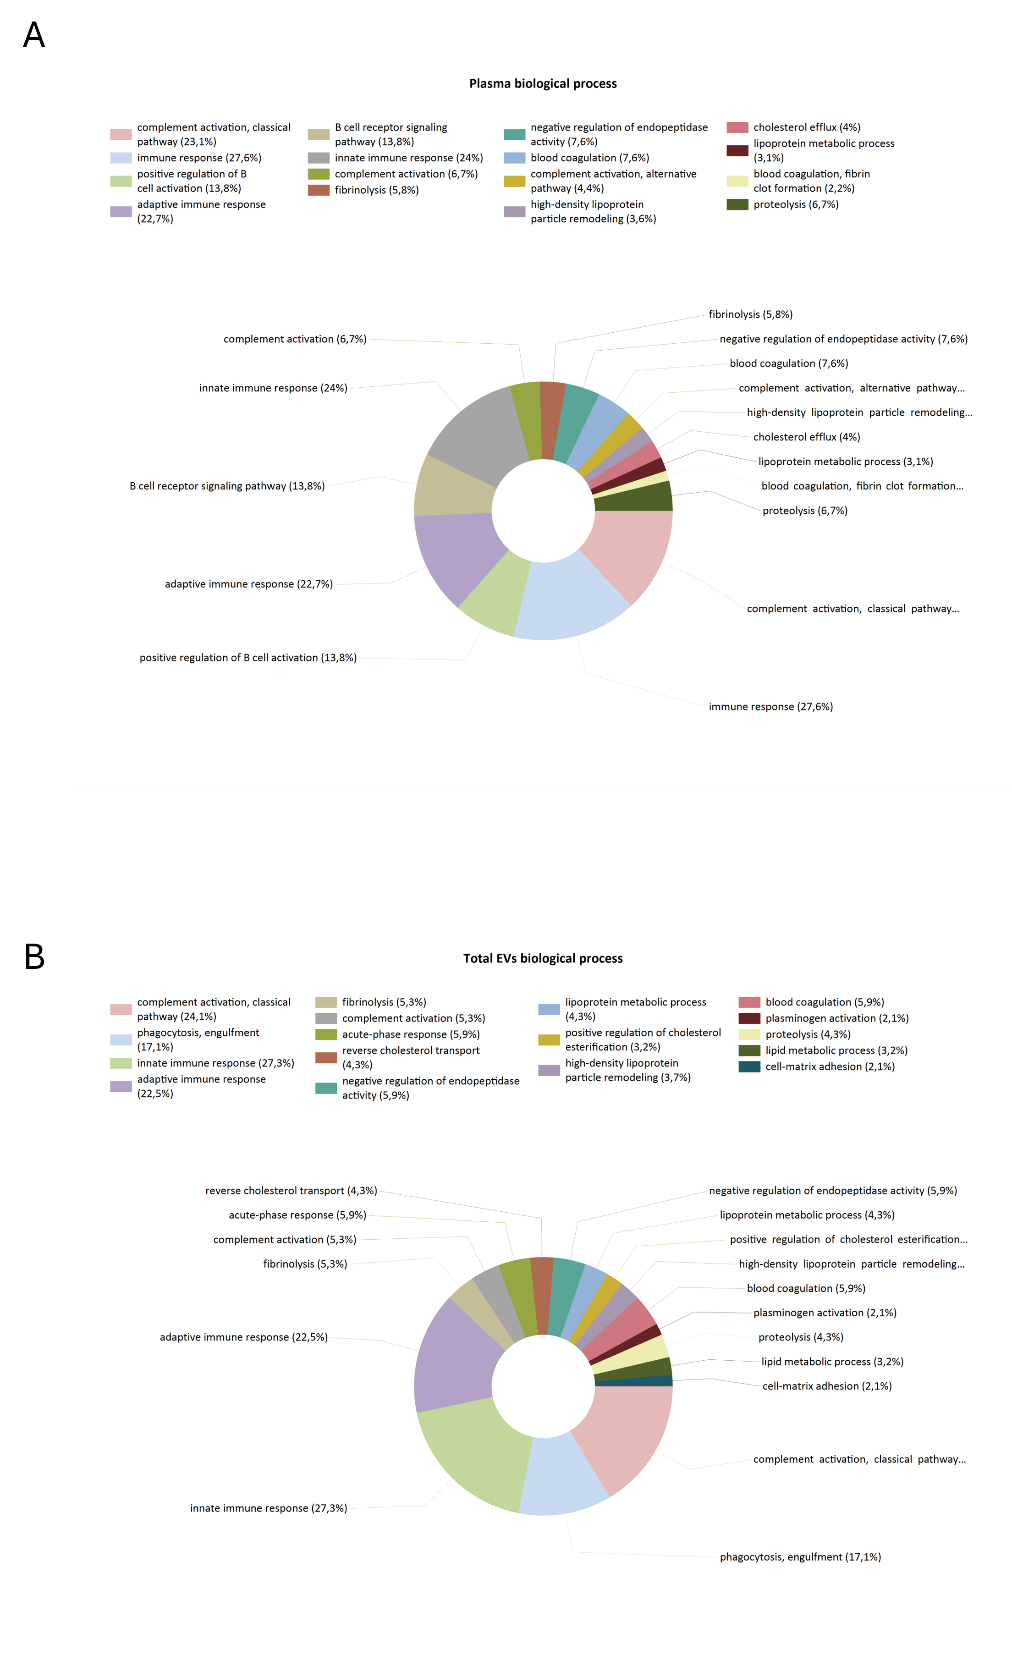 A
Plasma biological process
complement activation, classical
pathway (23,1%)
immune response (27,6%)
positive regulation of B
cell activation (13,8%)
adaptive immune response
(22,7%)
B cell receptor signaling
pathway (13,8%)
innate immune response (24%)
complement activation (6,7%)
fibrinolysis (5,8%)
negative regulation of endopeptidase
activity (7,6%)
blood coagulation (7,6%)
complement activation, alternative
pathway (4,4%)
high-density lipoprotein
particle remodeling (3,6%)
cholesterol efflux (4%)
lipoprotein metabolic process
(3,1%)
blood coagulation, fibrin
clot formation (2,2%)
proteolysis (6,7%)
fibrinolysis (5,8%)
complement activation (6,7%)
negative regulation of endopeptidase activity (7,6%)
blood coagulation (7,6%)
innate immune response (24%)
complement activation, alternative pathway...
high-density lipoprotein particle remodeling...
cholesterol efflux (4%)
lipoprotein metabolic process (3,1%)
B cell receptor signaling pathway (13,8%)
blood coagulation, fibrin clot formation...
proteolysis (6,7%)
adaptive immune response (22,7%)
complement activation, classical pathway...
positive regulation of B cell activation (13,8%)
immune response (27,6%)
B
Total EVs biological process
complement activation, classical
pathway (24,1%)
phagocytosis, engulfment
(17,1%)
innate immune response (27,3%)
adaptive immune response
(22,5%)
fibrinolysis (5,3%)
complement activation (5,3%)
acute-phase response (5,9%)
reverse cholesterol transport
(4,3%)
negative regulation of endopeptidase
activity (5,9%)
lipoprotein metabolic process
(4,3%)
positive regulation of cholesterol
esterification (3,2%)
high-density lipoprotein
particle remodeling (3,7%)
blood coagulation (5,9%)
plasminogen activation (2,1%)
proteolysis (4,3%)
lipid metabolic process (3,2%)
cell-matrix adhesion (2,1%)
reverse cholesterol transport (4,3%)
negative regulation of endopeptidase activity (5,9%)
acute-phase response (5,9%)
lipoprotein metabolic process (4,3%)
complement activation (5,3%)
positive regulation of cholesterol esterification...
fibrinolysis (5,3%)
high-density lipoprotein particle remodeling...
blood coagulation (5,9%)
plasminogen activation (2,1%)
adaptive immune response (22,5%)
proteolysis (4,3%)
lipid metabolic process (3,2%)
cell-matrix adhesion (2,1%)
complement activation, classical pathway...
innate immune response (27,3%)
phagocytosis, engulfment (17,1%)